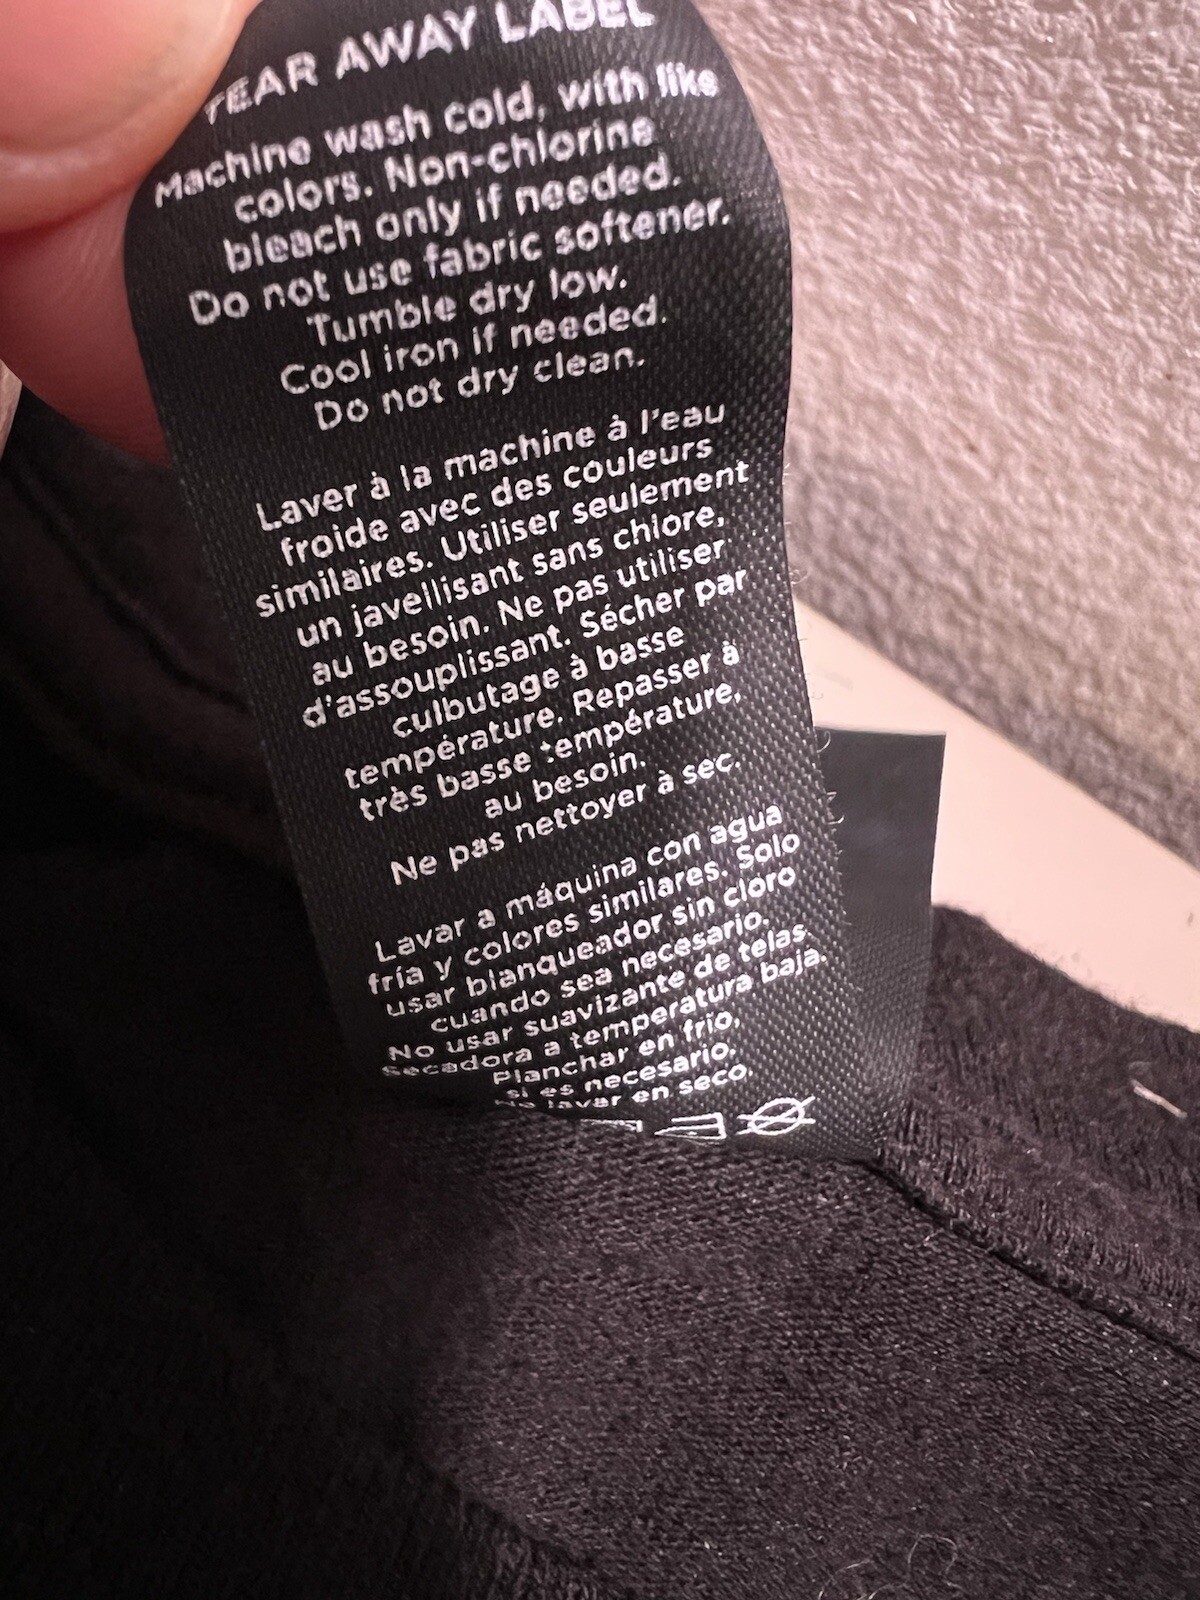 TEAR AWAY LABEL
Machine wash cold, with like
colors. Non-chlorine
bleach only if needed.
Do not use fabric softener.
Tumble dry low.
Cool iron if needed.
Do not dry clean.
Laver à la machine à l'eau
froide avec des couleurs
similaires. Utiliser seulement
un javellisant sans chlore,
au besoin. Ne pas utiliser
d'assouplissant. Sécher par
culbutage à basse
température. Repasser à
très basse température,
au besoin.
Ne pas nettoyer à sec.
Lavar a máquina con agua
fría y colores similares. Solo
usar blanqueador sin cloro
cuando sea necesario.
No usar suavizante de telas.
Secadora a temperatura baja.
Planchar en frío,
si es necesario.
No lavar en seco.